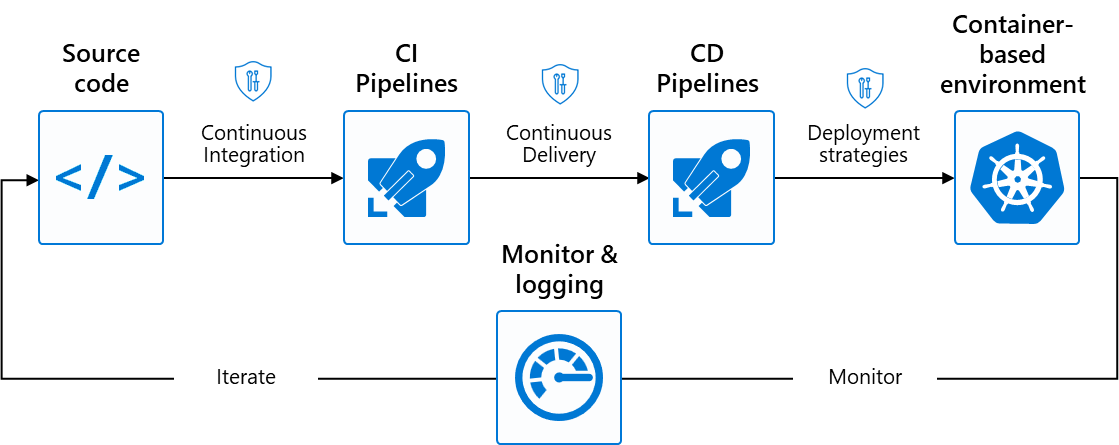 Source
code
Continuous
Integration
CI
Pipelines
Continuous
Delivery
CD
Pipelines
Deployment
strategies
Container-
based
environment
</>
Monitor &
logging
Iterate
Monitor